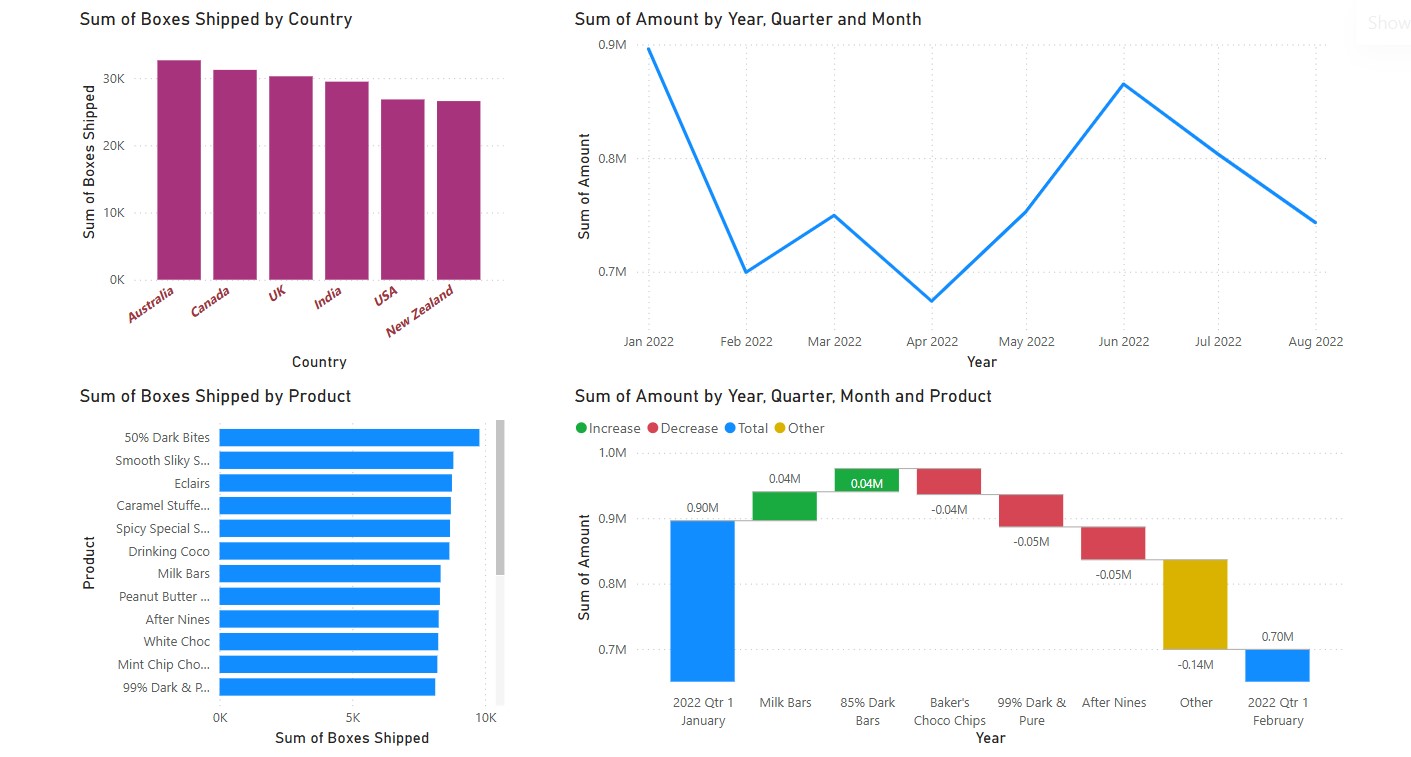 Show
Sum of Boxes Shipped by Country
Sum of Boxes Shipped
30K
20K
10K
0K
Australia
Canada
UK
India
USA
New Zealand
Country
Sum of Amount by Year, Quarter and Month
Sum of Amount
0.9M
0.8M
0.7M
Jan 2022
Feb 2022
Mar 2022
Apr 2022
May 2022
Jun 2022
Jul 2022
Aug 2022
Year
Sum of Boxes Shipped by Product
Product
50% Dark Bites
Smooth Sliky S...
Eclairs
Caramel Stuffe...
Spicy Special S...
Drinking Coco
Milk Bars
Peanut Butter ...
After Nines
White Choc
Mint Chip Cho...
99% Dark & P...
0K
5K
10K
Sum of Boxes Shipped
Sum of Amount by Year, Quarter, Month and Product
Increase
Decrease
Total
Other
Sum of Amount
1.0M
0.9M
0.8M
0.7M
0.90M
0.04M
0.04M
-0.04M
-0.05M
-0.05M
-0.14M
0.70M
2022 Qtr 1
January
Milk Bars
85% Dark
Bars
Baker's
Choco Chips
99% Dark &
Pure
After Nines
Other
2022 Qtr 1
February
Year